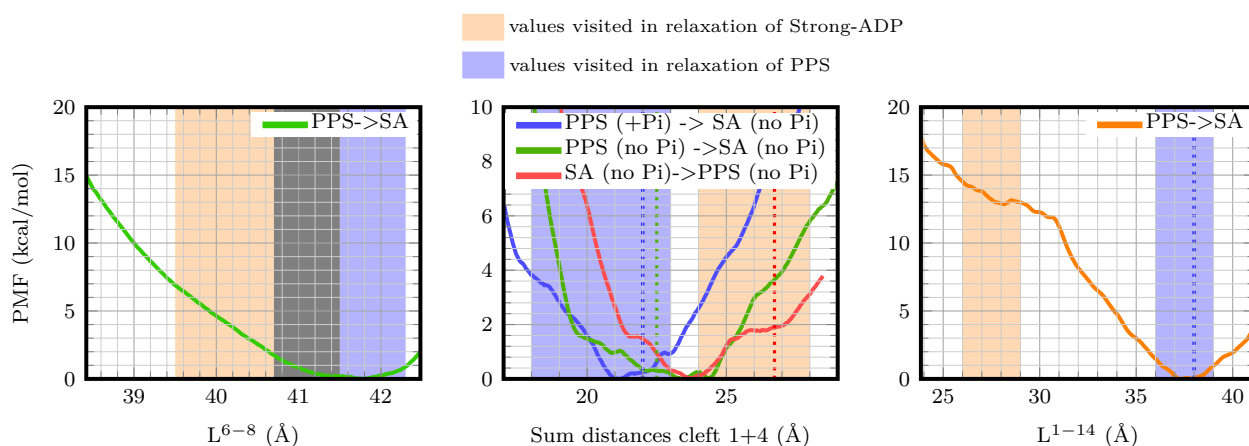 values visited in relaxation of Strong-ADP
values visited in relaxation of PPS
PMF (kcal/mol)
20
15
10
5
0
PPS->SA
39
40
41
42
L6−8 (Å)
10
8
6
4
2
0
PPS (+Pi) -> SA (no Pi)
PPS (no Pi) ->SA (no Pi)
SA (no Pi)->PPS (no Pi)
20
25
Sum distances cleft 1+4 (Å)
20
15
10
5
0
PPS->SA
25
30
35
40
L1−14 (Å)